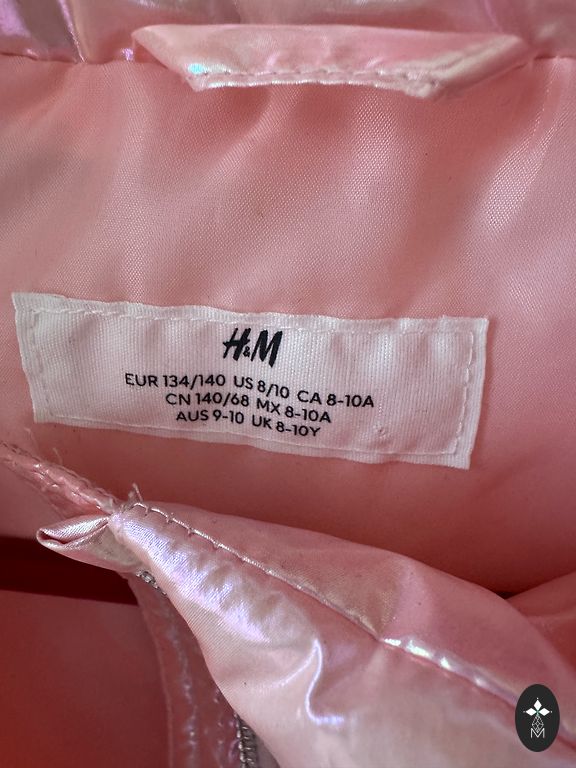 H&M
EUR 134/140 US 8/10 CA 8-10A
CN 140/68 MX 8-10A
AUS 9-10 UK 8-10Y
M